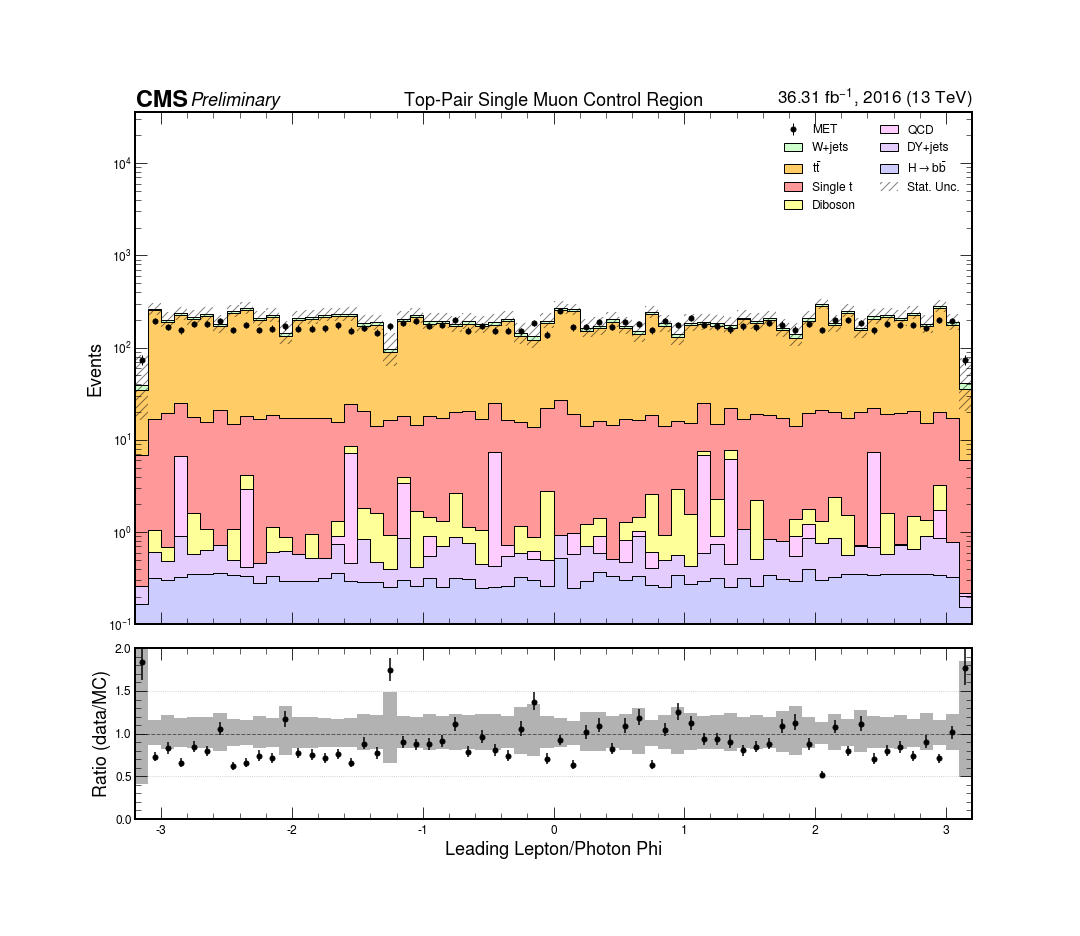 CMS Preliminary Top-Pair Single Muon Control Region 36.31 fb⁻¹, 2016 (13 TeV)
MET QCD
W+jets DY+jets
tt̄ H→bb̄
Single t Stat. Unc.
Diboson
10⁴
10³
10²
10¹
10⁰
10⁻¹
Events
2.0
1.5
1.0
0.5
0.0
Ratio (data/MC)
-3 -2 -1 0 1 2 3
Leading Lepton/Photon Phi